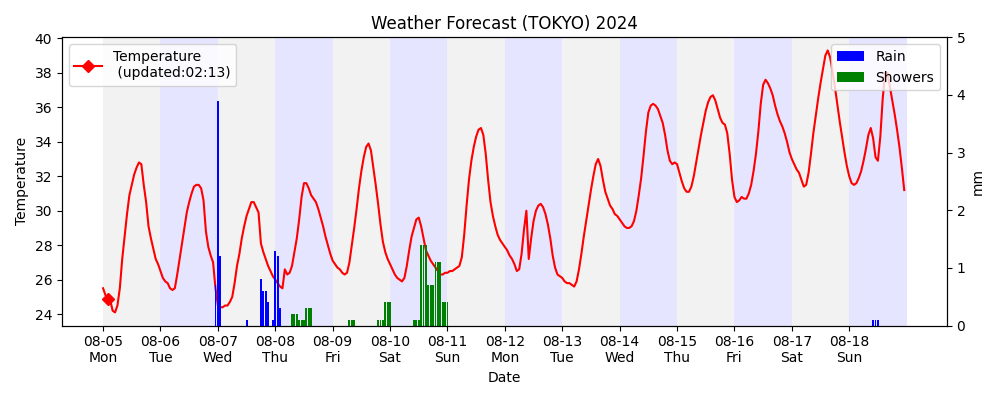 Weather Forecast (TOKYO) 2024
Temperature
(updated:02:13)
Rain
Showers
Temperature
40
38
36
34
32
30
28
26
24
5
4
3
2
1
0
mm
08-05 08-06 08-07 08-08 08-09 08-10 08-11 08-12 08-13 08-14 08-15 08-16 08-17 08-18
Mon Tue Wed Thu Fri Sat Sun Mon Tue Wed Thu Fri Sat Sun
Date